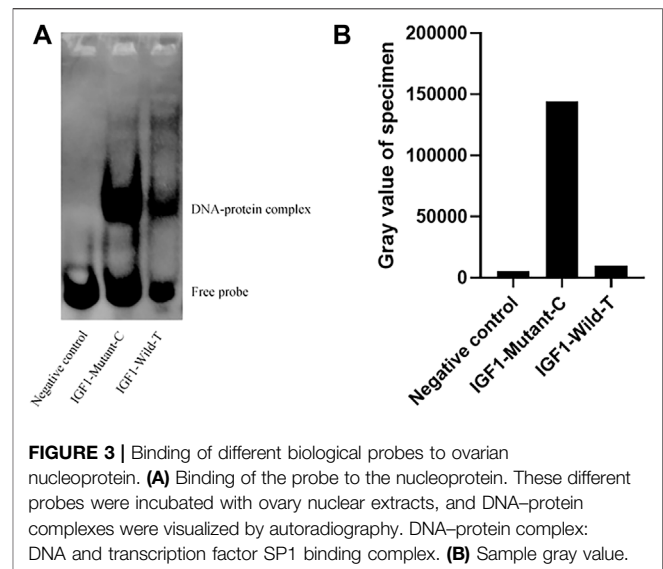 A
DNA-protein complex
Free probe
Negative control
IGF1-Mutant-C
IGF1-Wild-T
B
Gray value of specimen
200000
150000
100000
50000
0
Negative control
IGF1-Mutant-C
IGF1-Wild-T
FIGURE 3 | Binding of different biological probes to ovarian
nucleoprotein. (A) Binding of the probe to the nucleoprotein. These different
probes were incubated with ovary nuclear extracts, and DNA–protein
complexes were visualized by autoradiography. DNA–protein complex:
DNA and transcription factor SP1 binding complex. (B) Sample gray value.